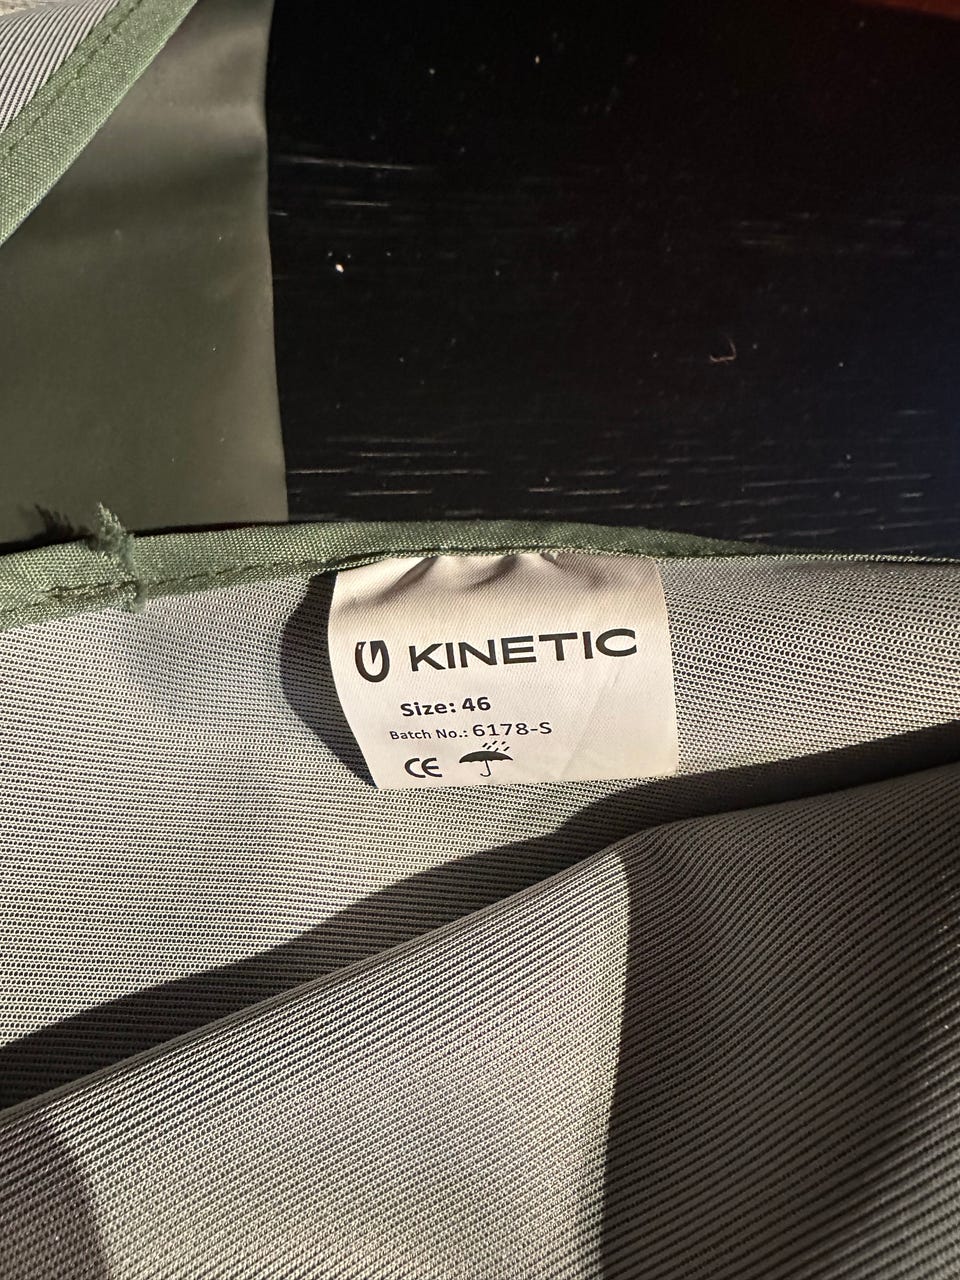 KINETIC
Size: 46
Batch No.: 6178-S
CE